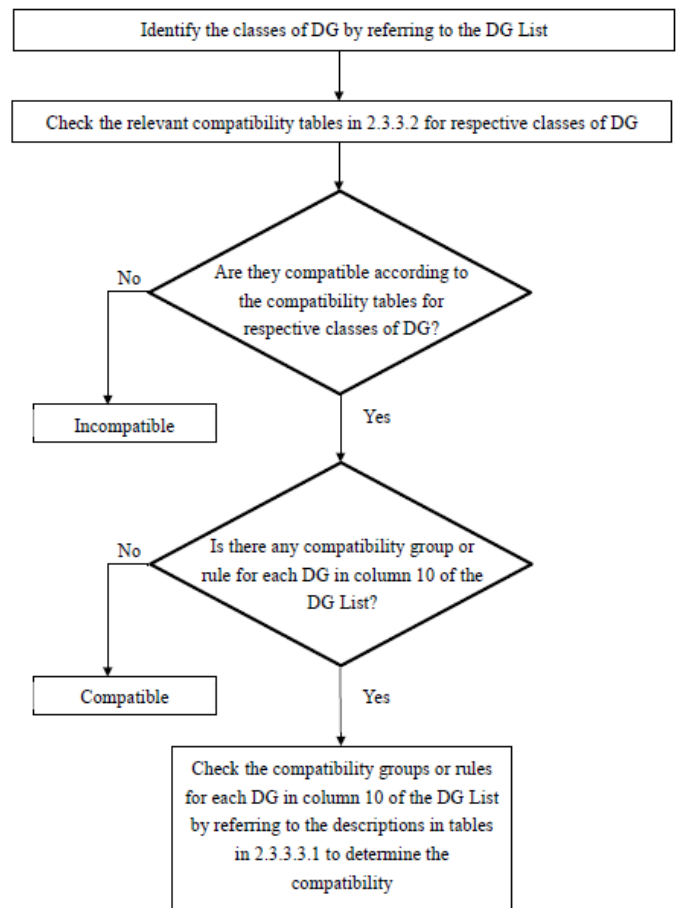 Identify the classes of DG by referring to the DG List
Check the relevant compatibility tables in 2.3.3.2 for respective classes of DG
Are they compatible according to
the compatibility tables for
respective classes of DG?
No
Incompatible
Yes
Is there any compatibility group or
rule for each DG in column 10 of the
DG List?
No
Compatible
Yes
Check the compatibility groups or rules
for each DG in column 10 of the DG List
by referring to the descriptions in tables
in 2.3.3.3.1 to determine the
compatibility